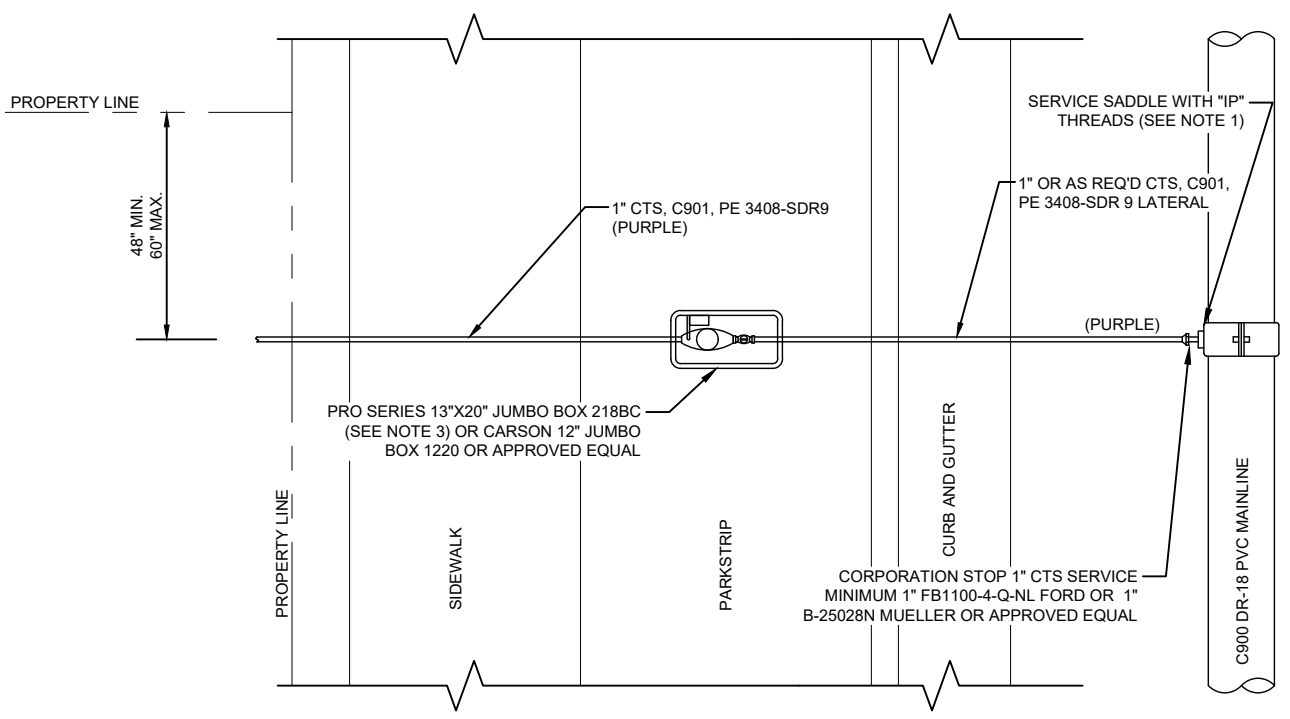 PROPERTY LINE
48" MIN.
60" MAX.
1" CTS, C901, PE 3408-SDR9
(PURPLE)
SERVICE SADDLE WITH "IP"
THREADS (SEE NOTE 1)
1" OR AS REQ'D CTS, C901,
PE 3408-SDR 9 LATERAL
(PURPLE)
PRO SERIES 13"X20" JUMBO BOX 218BC
(SEE NOTE 3) OR CARSON 12" JUMBO
BOX 1220 OR APPROVED EQUAL
PROPERTY LINE
SIDEWALK
PARKSTRIP
CURB AND GUTTER
CORPORATION STOP 1" CTS SERVICE
MINIMUM 1" FB1100-4-Q-NL FORD OR 1"
B-25028N MUELLER OR APPROVED EQUAL
C900 DR-18 PVC MAINLINE